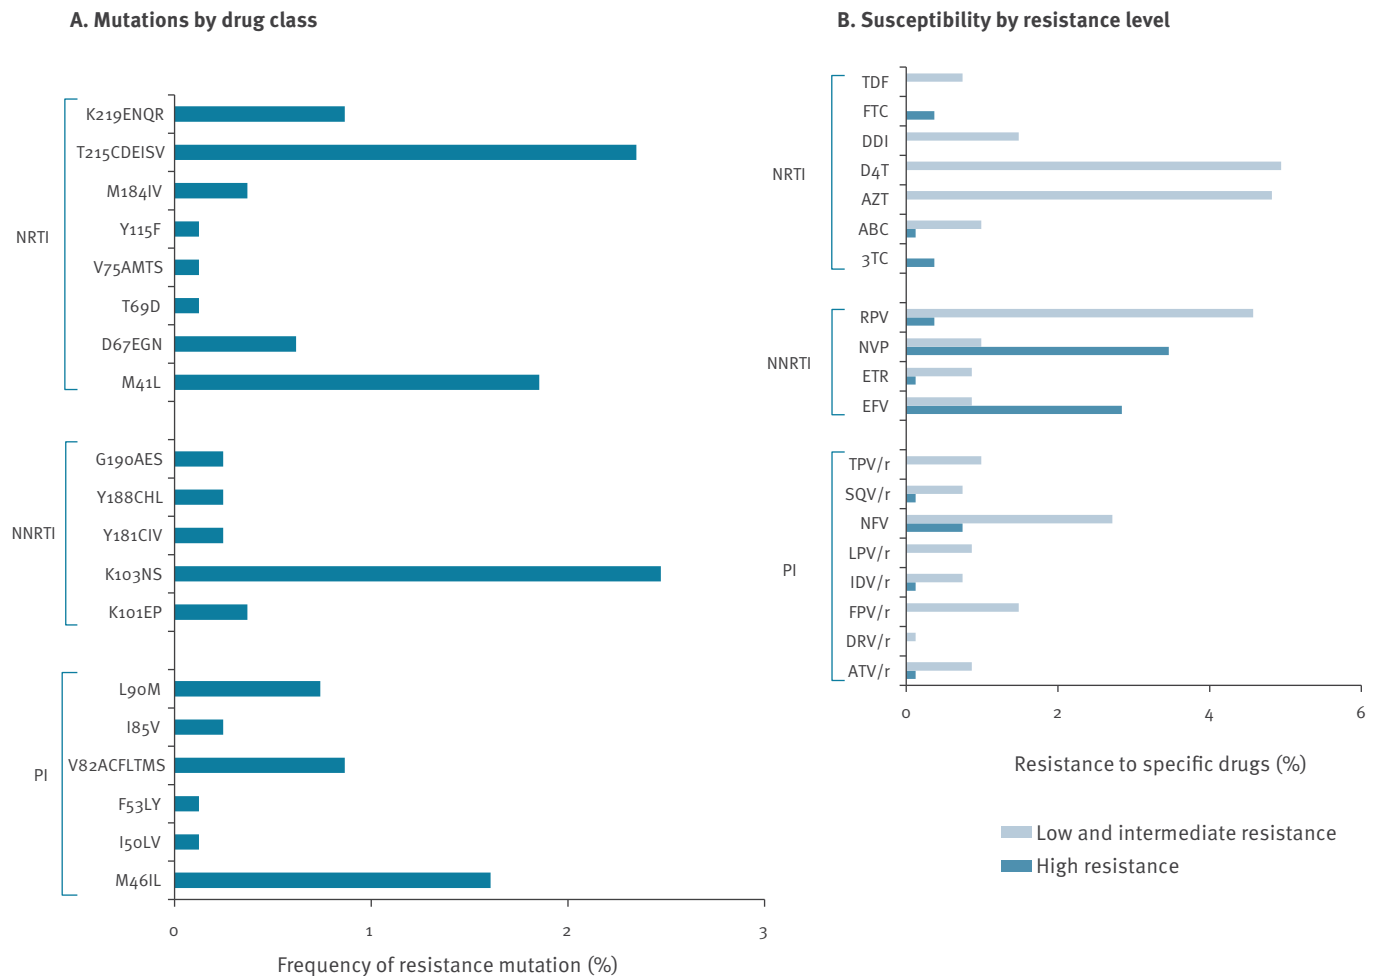 A. Mutations by drug class
NRTI
K219ENQR
T215CDEISV
M184IV
Y115F
V75AMTS
T69D
D67EGN
M41L
NNRTI
G190AES
Y188CHL
Y181CIV
K103NS
K101EP
PI
L90M
I85V
V82ACFLTMS
F53LY
I50LV
M46IL
0 1 2 3
Frequency of resistance mutation (%)
B. Susceptibility by resistance level
NRTI
TDF
FTC
DDI
D4T
AZT
ABC
3TC
NNRTI
RPV
NVP
ETR
EFV
PI
TPV/r
SQV/r
NFV
LPV/r
IDV/r
FPV/r
DRV/r
ATV/r
0 2 4 6
Resistance to specific drugs (%)
Low and intermediate resistance
High resistance